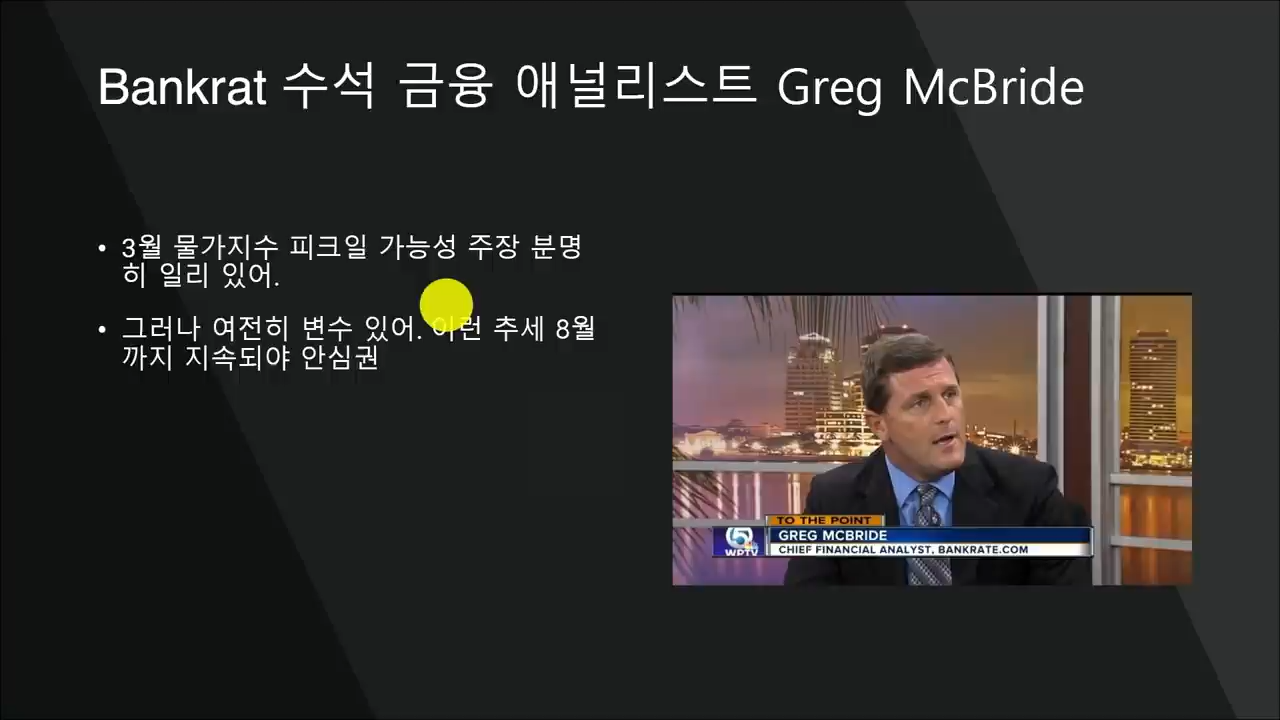 Bankrat 수석 금융 애널리스트 Greg McBride
• 3월 물가지수 피크일 가능성 주장 분명
히 일리 있어.
• 그러나 여전히 변수 있어. 이런 추세 8월
까지 지속되야 안심권
TO THE POINT
5
WPTV
GREG MCBRIDE
CHIEF FINANCIAL ANALYST, BANKRATE.COM